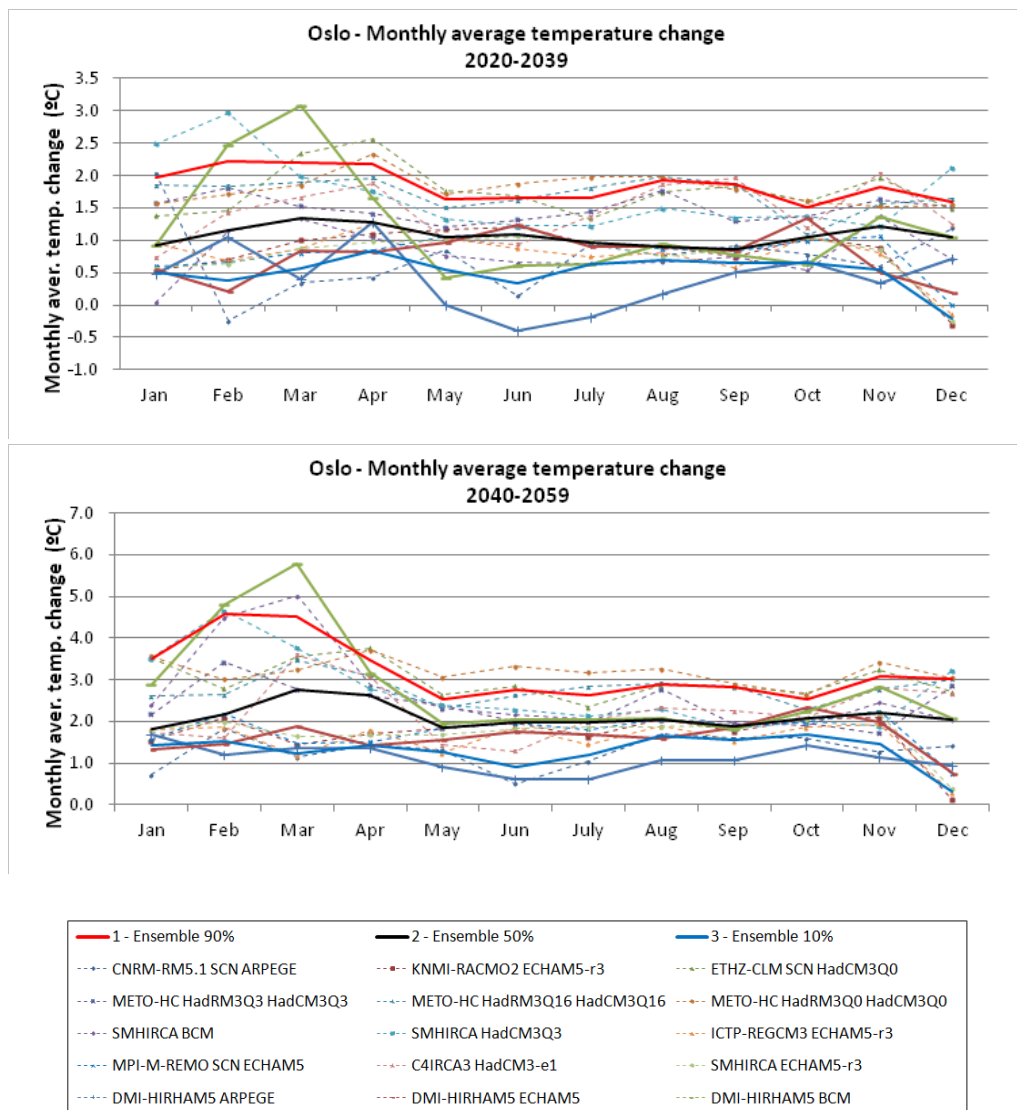 Oslo - Monthly average temperature change
2020-2039
Monthly aver. temp. change (ºC)
3.5
3.0
2.5
2.0
1.5
1.0
0.5
0.0
-0.5
-1.0
Jan Feb Mar Apr May Jun July Aug Sep Oct Nov Dec
Oslo - Monthly average temperature change
2040-2059
Monthly aver. temp. change (ºC)
7.0
6.0
5.0
4.0
3.0
2.0
1.0
0.0
Jan Feb Mar Apr May Jun July Aug Sep Oct Nov Dec
1 - Ensemble 90% 2 - Ensemble 50% 3 - Ensemble 10%
CNRM-RM5.1 SCN ARPEGE KNMI-RACMO2 ECHAM5-r3 ETHZ-CLM SCN HadCM3Q0
METO-HC HadRM3Q3 HadCM3Q3 METO-HC HadRM3Q16 HadCM3Q16 METO-HC HadRM3Q0 HadCM3Q0
SMHIRCA BCM SMHIRCA HadCM3Q3 ICTP-REGCM3 ECHAM5-r3
MPI-M-REMO SCN ECHAM5 C4IRCA3 HadCM3-e1 SMHIRCA ECHAM5-r3
DMI-HIRHAM5 ARPEGE DMI-HIRHAM5 ECHAM5 DMI-HIRHAM5 BCM